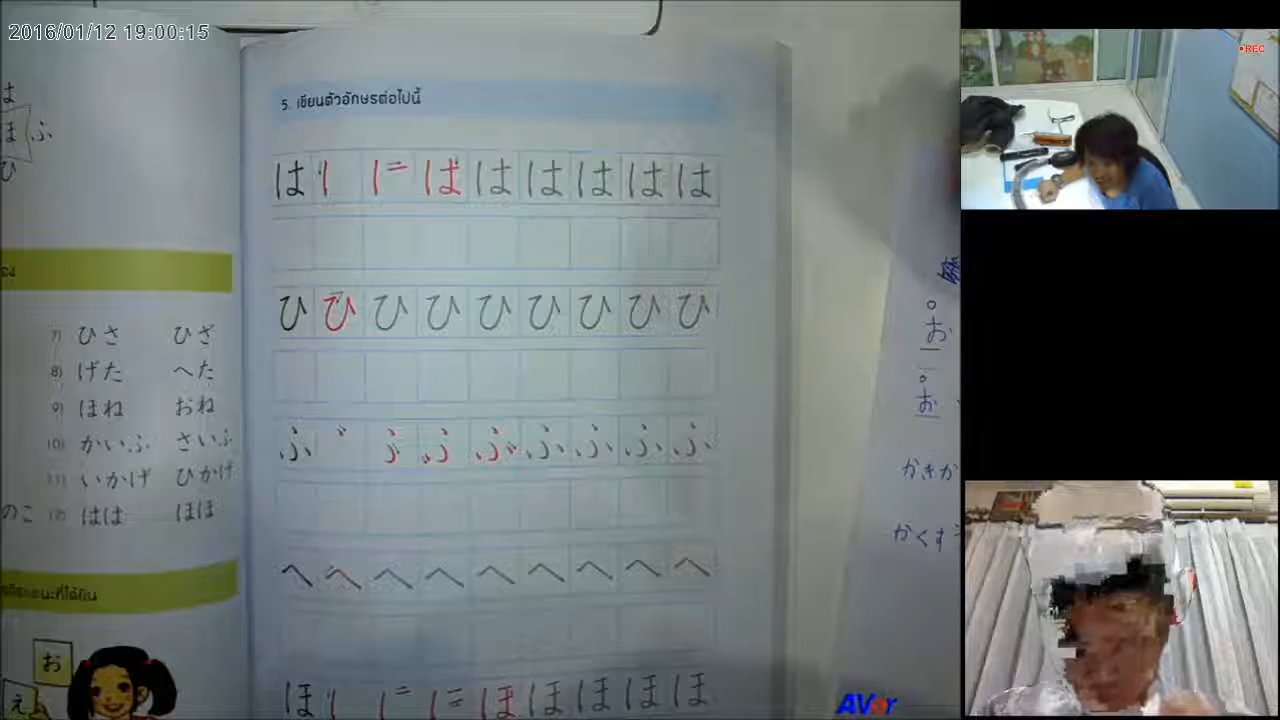 2016/01/12 19:00:15
REC
は
ほ ふ
ひ
7) ひさ ひざ
8) げた へた
9) ほね おね
10) かいふ さいふ
11) いかげ ひかげ
のこ 12) はは ほほ
お
え
5. เขียนตัวอักษรต่อไปนี้
は は は は は は は
ひ ひ ひ ひ ひ ひ ひ ひ ひ
ふ ふ ふ ふ ふ ふ
へ へ へ へ へ へ へ へ へ
ほ ほ ほ ほ ほ ほ
お
お
かきか
かくす
AVer